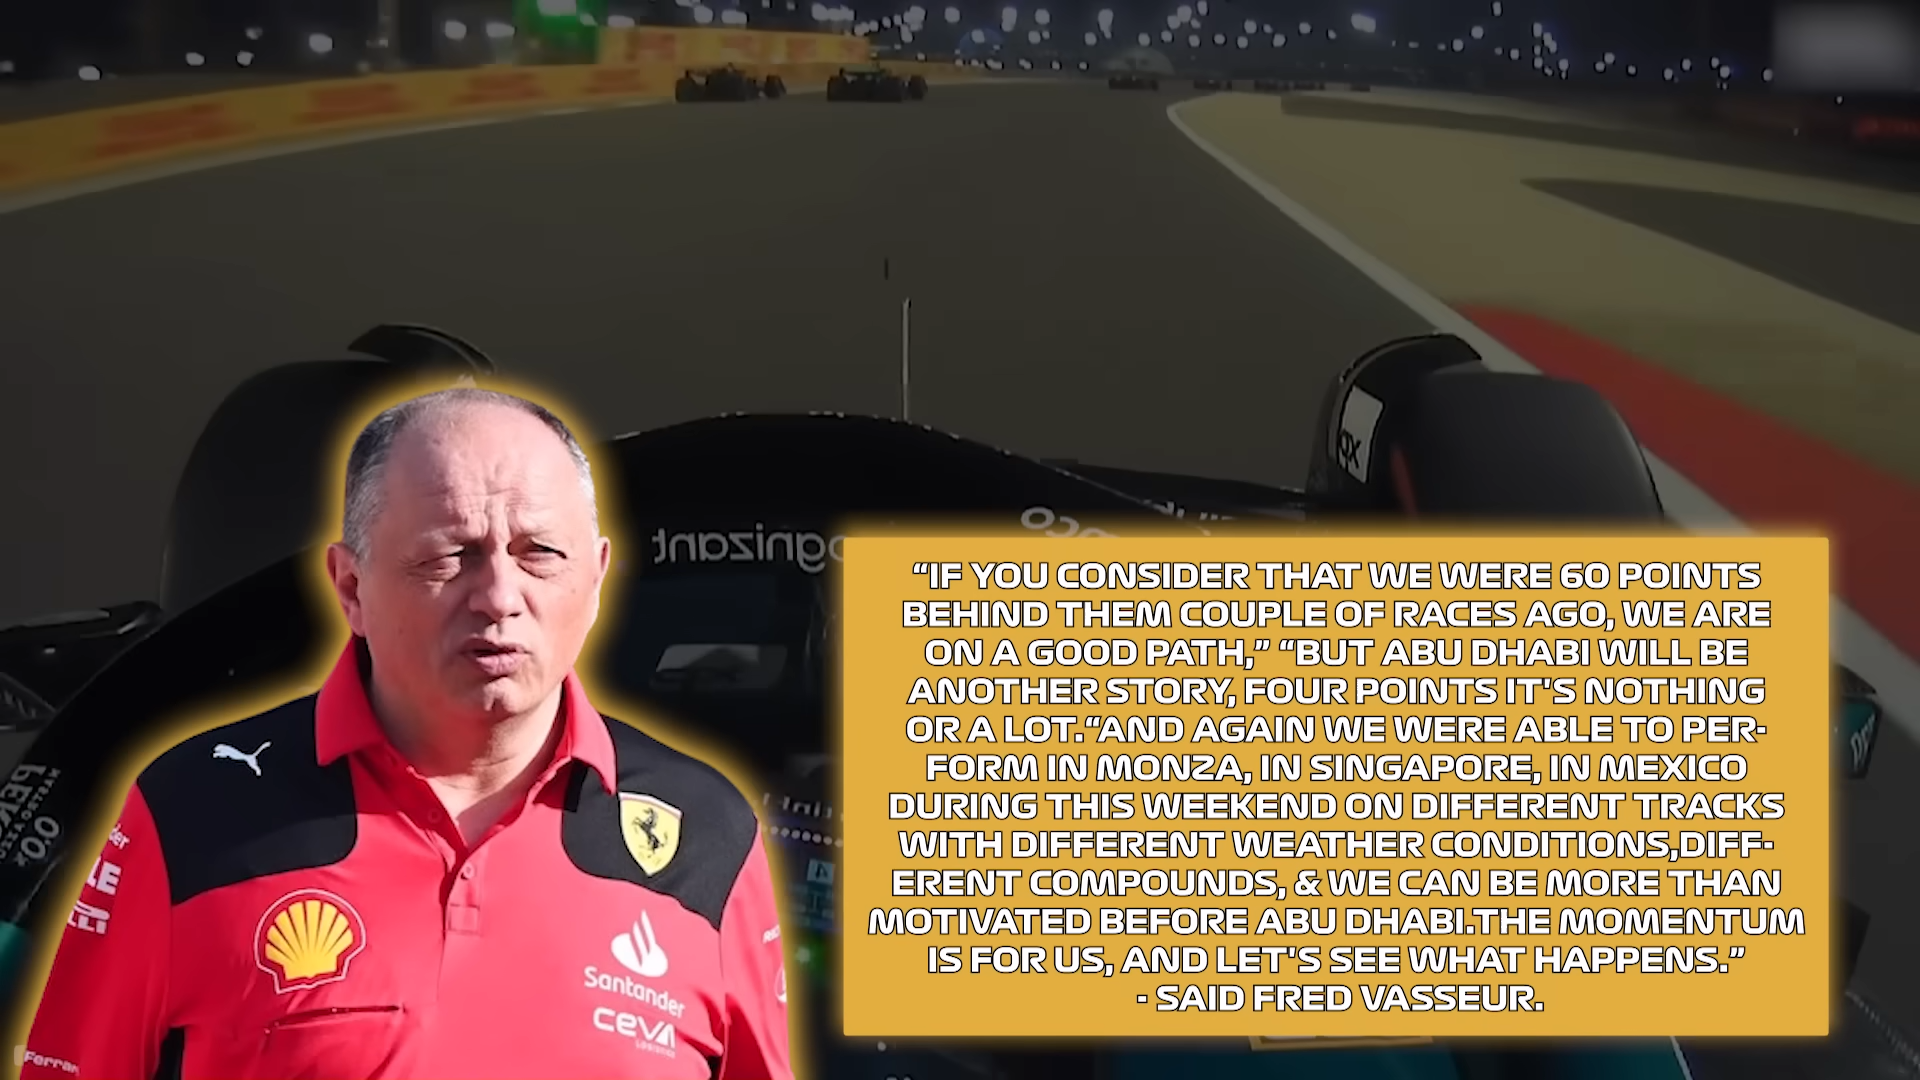 cognizant
“IF YOU CONSIDER THAT WE WERE 60 POINTS
BEHIND THEM COUPLE OF RACES AGO, WE ARE
ON A GOOD PATH,” “BUT ABU DHABI WILL BE
ANOTHER STORY, FOUR POINTS IT'S NOTHING
OR A LOT.“AND AGAIN WE WERE ABLE TO PER-
FORM IN MONZA, IN SINGAPORE, IN MEXICO
DURING THIS WEEKEND ON DIFFERENT TRACKS
WITH DIFFERENT WEATHER CONDITIONS,DIFF-
ERENT COMPOUNDS, & WE CAN BE MORE THAN
MOTIVATED BEFORE ABU DHABI.THE MOMENTUM
IS FOR US, AND LET'S SEE WHAT HAPPENS.”
- SAID FRED VASSEUR.
Santander
ceva
LOGISTICS
Ferrari